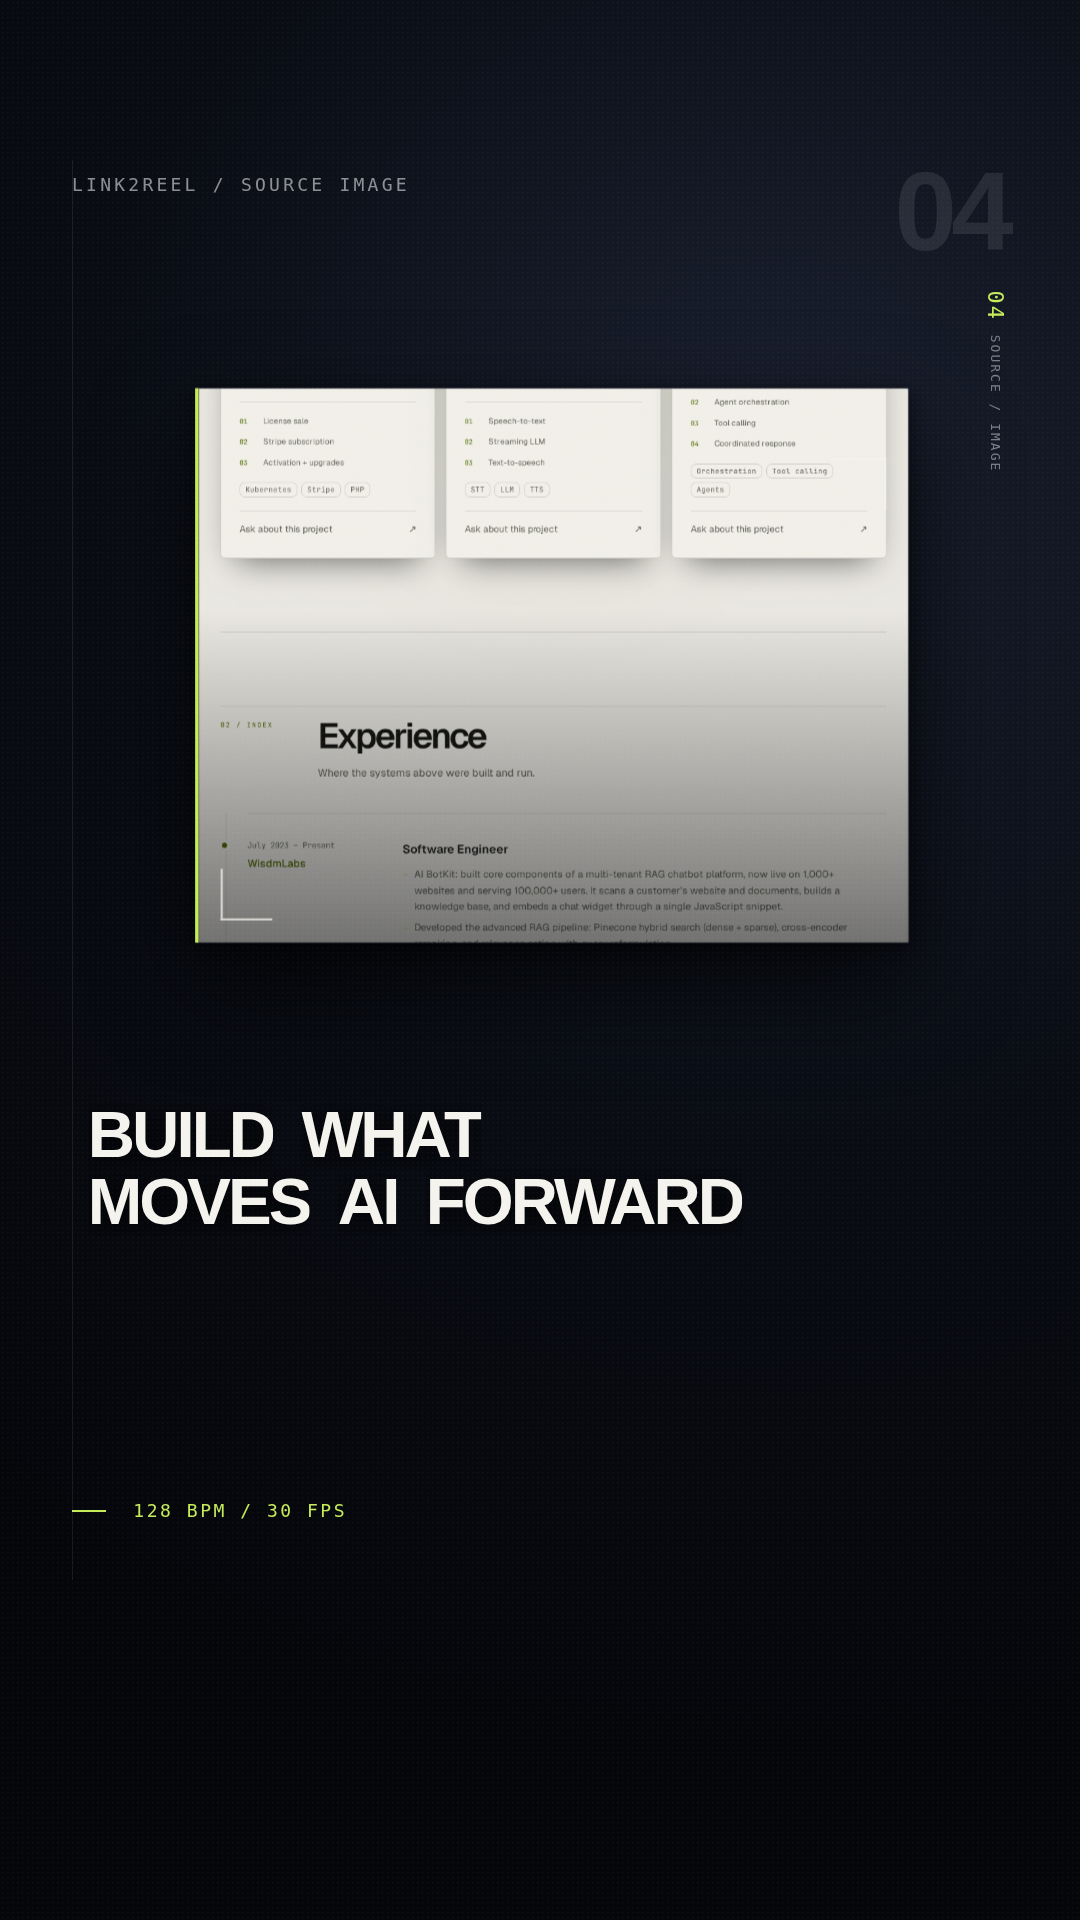 LINK2REEL / SOURCE IMAGE
04
04 SOURCE / IMAGE
01 License sale
02 Stripe subscription
03 Activation + upgrades
Kubernetes Stripe PHP
Ask about this project ↗
01 Speech-to-text
02 Streaming LLM
03 Text-to-speech
STT LLM TTS
Ask about this project ↗
02 Agent orchestration
03 Tool calling
04 Coordinated response
Orchestration Tool calling
Agents
Ask about this project ↗
02 / INDEX
Experience
Where the systems above were built and run.
July 2023 – Present
WisdmLabs
Software Engineer
AI BotKit: built core components of a multi-tenant RAG chatbot platform, now live on 1,000+
websites and serving 100,000+ users. It scans a customer's website and documents, builds a
knowledge base, and embeds a chat widget through a single JavaScript snippet.
Developed the advanced RAG pipeline: Pinecone hybrid search (dense + sparse), cross-encoder
BUILD WHAT
MOVES AI FORWARD
128 BPM / 30 FPS